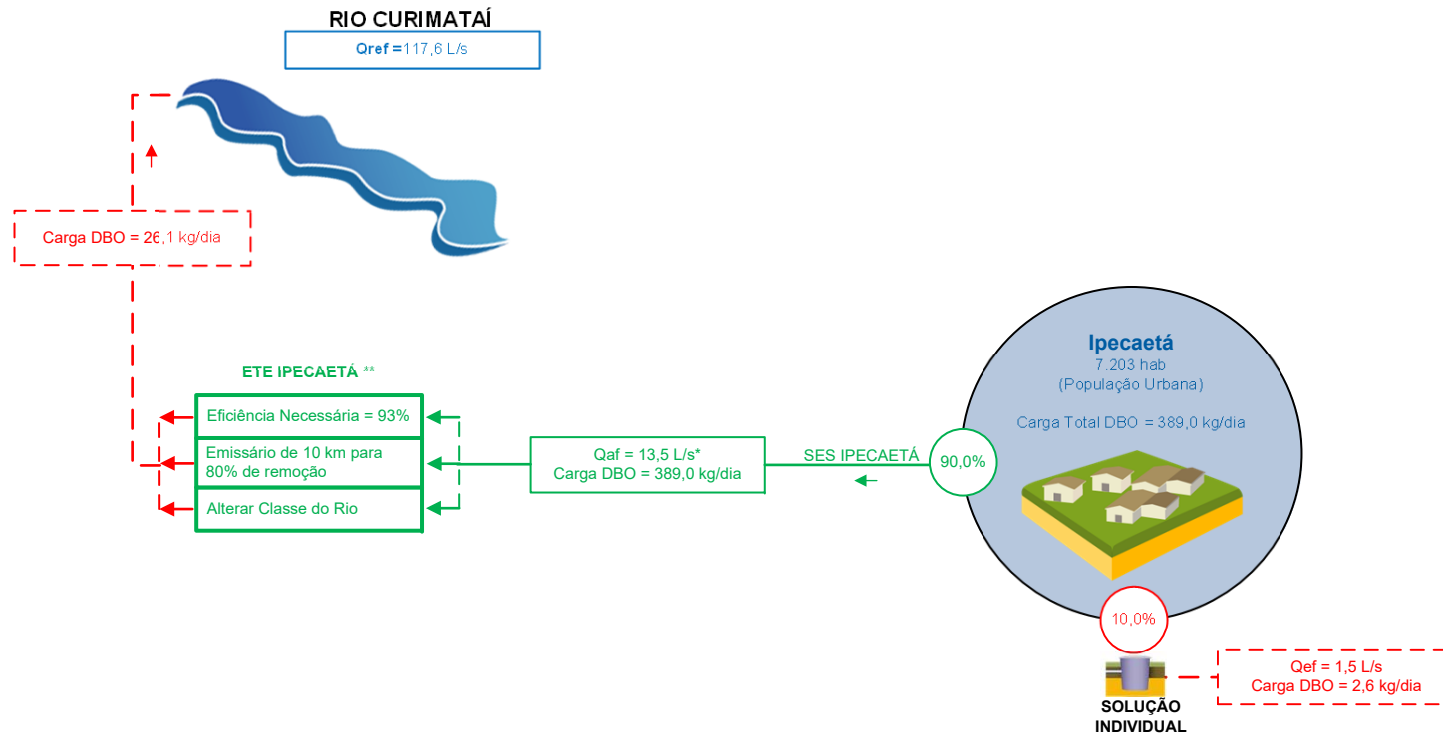 RIO CURIMATAÍ
Qref =117,6 L/s
Carga DBO = 26,1 kg/dia
ETE IPECAETÁ **
Eficiência Necessária = 93%
Emissário de 10 km para
80% de remoção
Alterar Classe do Rio
Qaf = 13,5 L/s*
Carga DBO = 389,0 kg/dia
SES IPECAETÁ
90,0%
Ipecaetá
7.203 hab
(População Urbana)
Carga Total DBO = 389,0 kg/dia
10,0%
SOLUÇÃO
INDIVIDUAL
Qef = 1,5 L/s
Carga DBO = 2,6 kg/dia